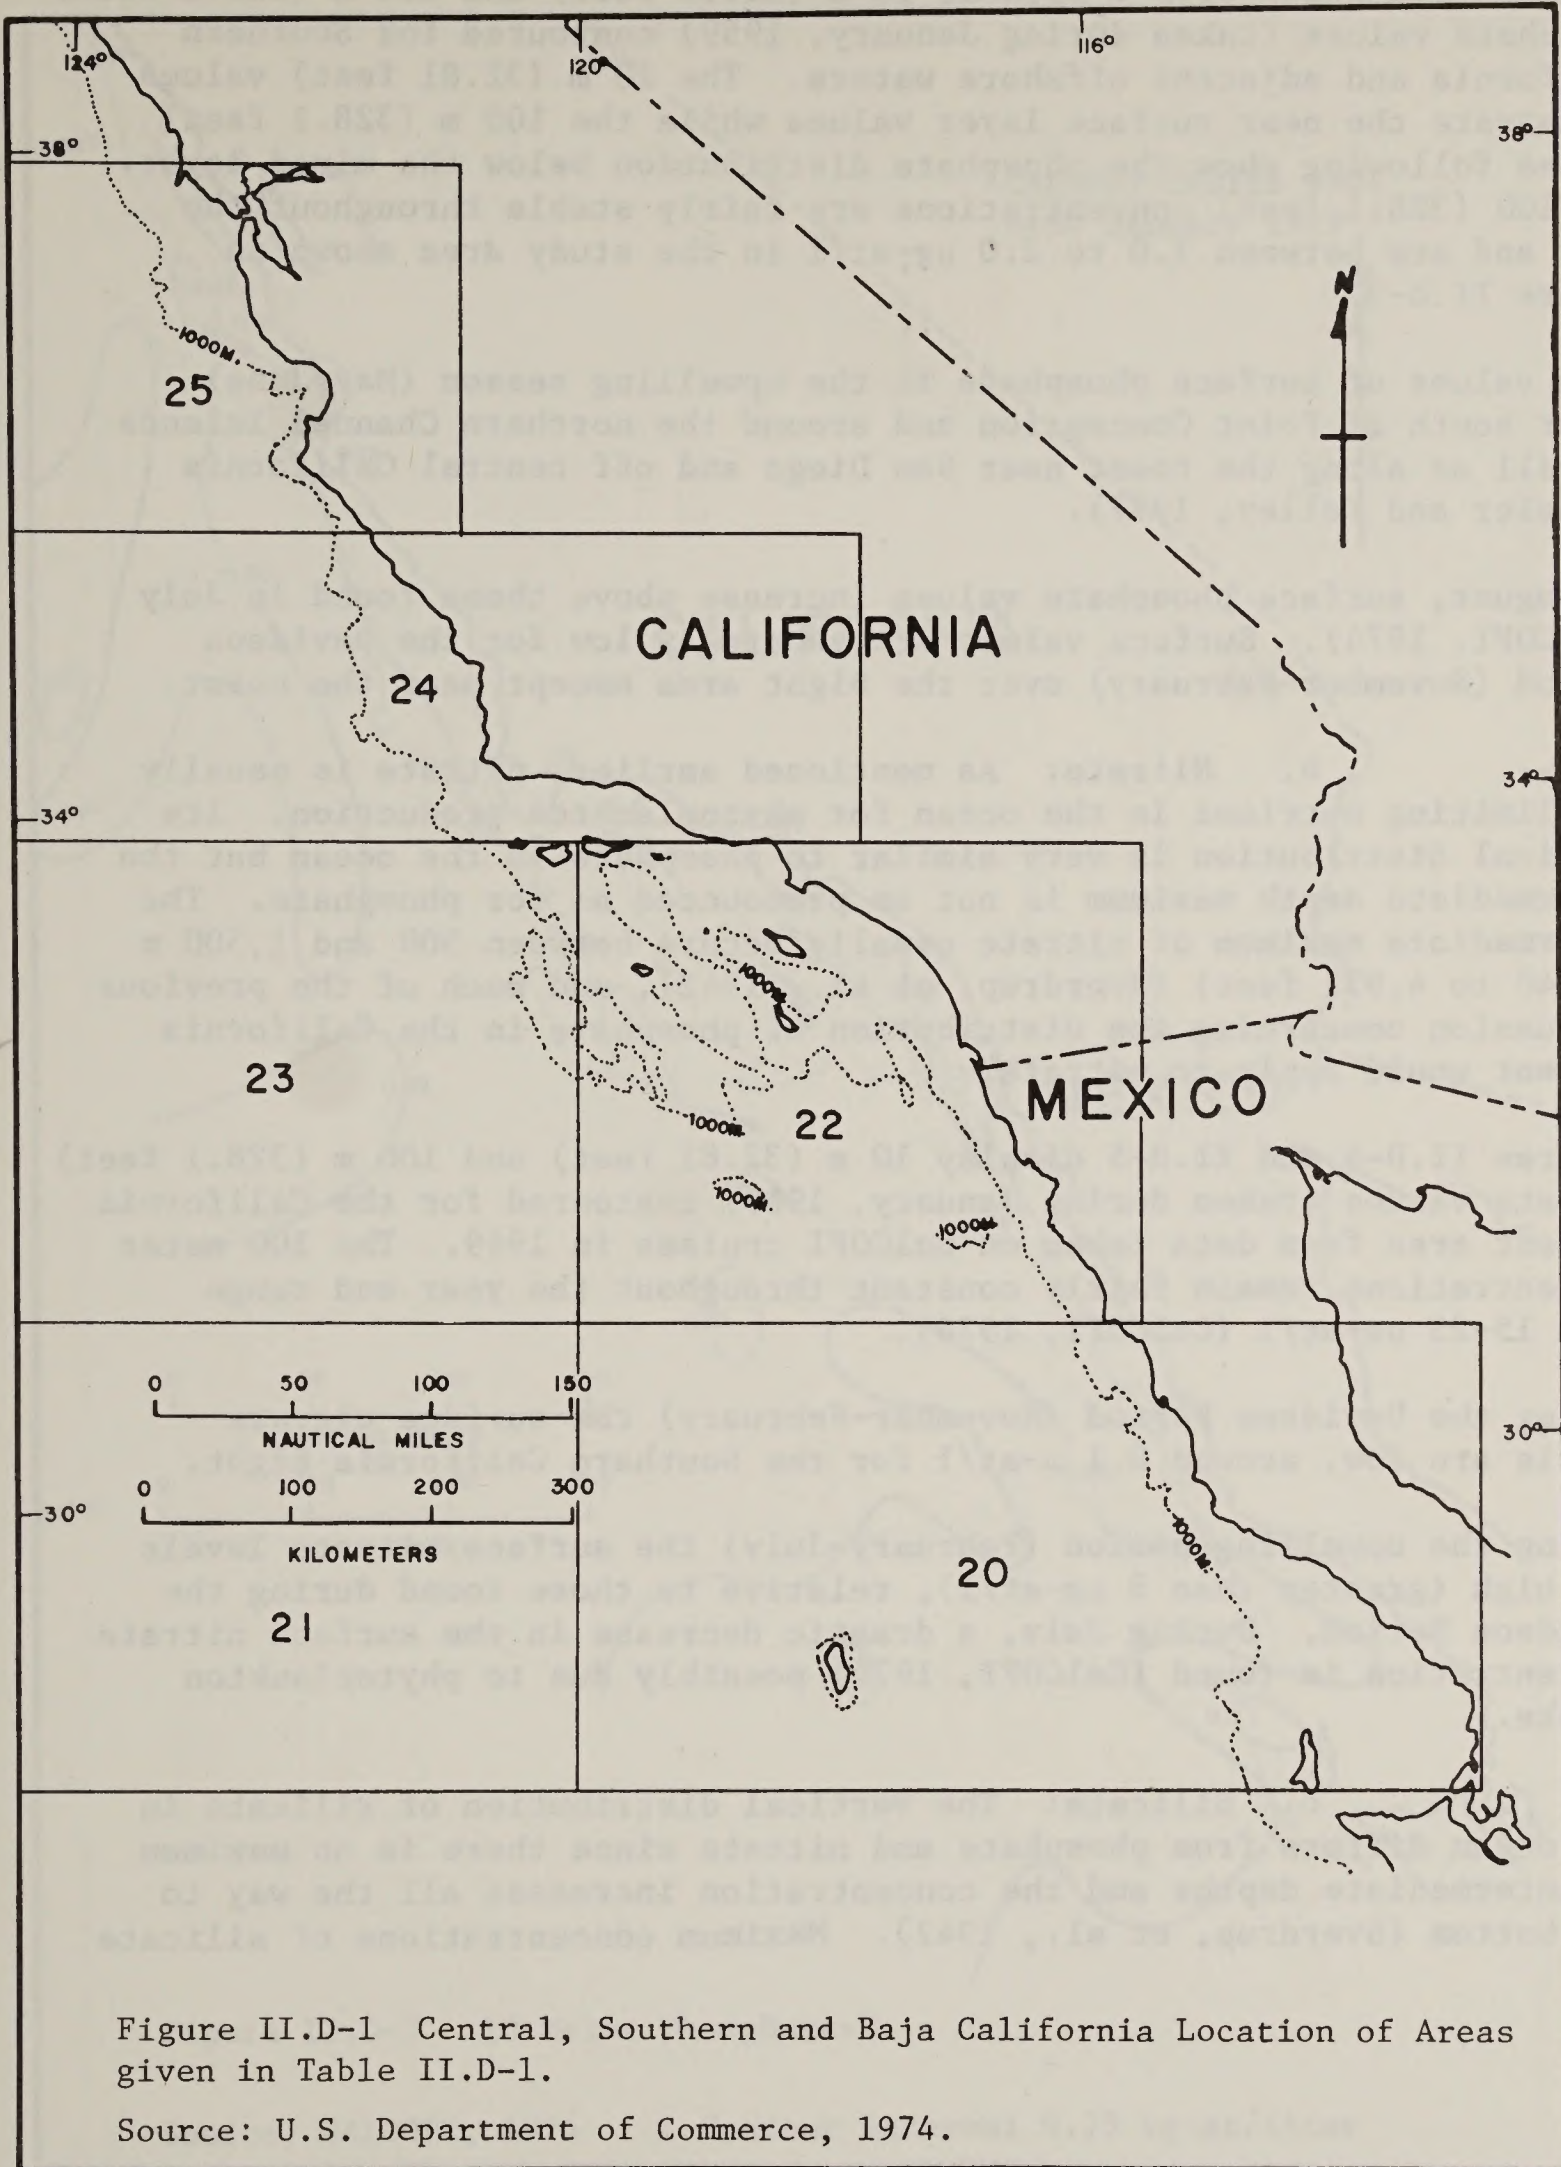 124°
120°
116°
38°
38°
N
1000M.
25
CALIFORNIA
24
34°
34°
1000M.
23
MEXICO
22
1000M.
1000M.
1000M.
0 50 100 150
NAUTICAL MILES
30°
0 100 200 300
30°
KILOMETERS
1000M.
20
21
Figure II.D-1 Central, Southern and Baja California Location of Areas
given in Table II.D-1.
Source: U.S. Department of Commerce, 1974.